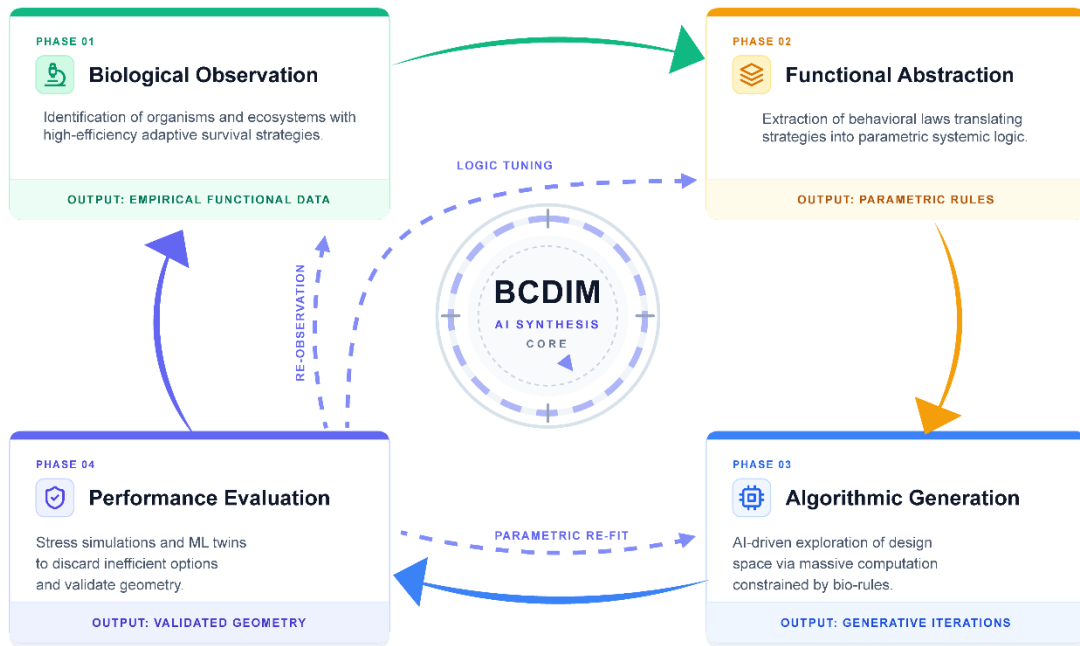 PHASE 01
Biological Observation
Identification of organisms and ecosystems with
high-efficiency adaptive survival strategies.
OUTPUT: EMPIRICAL FUNCTIONAL DATA
PHASE 02
Functional Abstraction
Extraction of behavioral laws translating
strategies into parametric systemic logic.
OUTPUT: PARAMETRIC RULES
LOGIC TUNING
RE-OBSERVATION
BCDIM
AI SYNTHESIS
CORE
PHASE 04
Performance Evaluation
Stress simulations and ML twins
to discard inefficient options
and validate geometry.
OUTPUT: VALIDATED GEOMETRY
PARAMETRIC RE-FIT
PHASE 03
Algorithmic Generation
AI-driven exploration of design
space via massive computation
constrained by bio-rules.
OUTPUT: GENERATIVE ITERATIONS